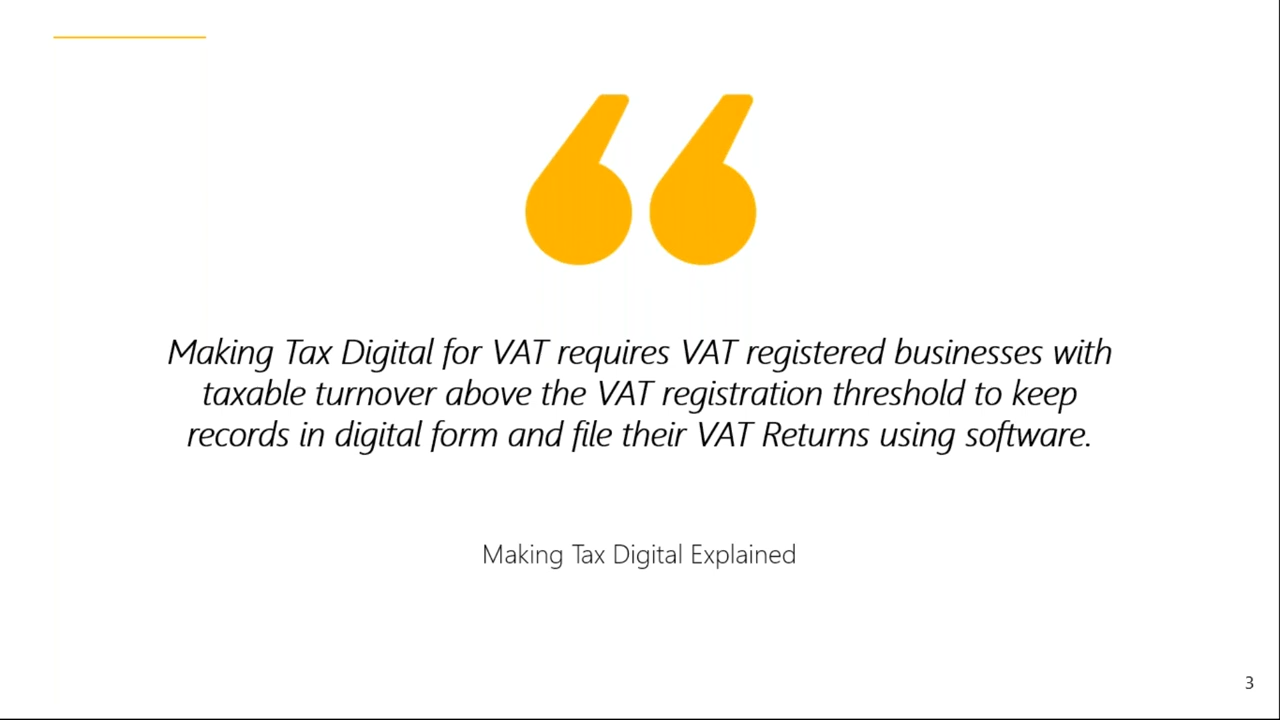 Making Tax Digital for VAT requires VAT registered businesses with
taxable turnover above the VAT registration threshold to keep
records in digital form and file their VAT Returns using software.
Making Tax Digital Explained
3